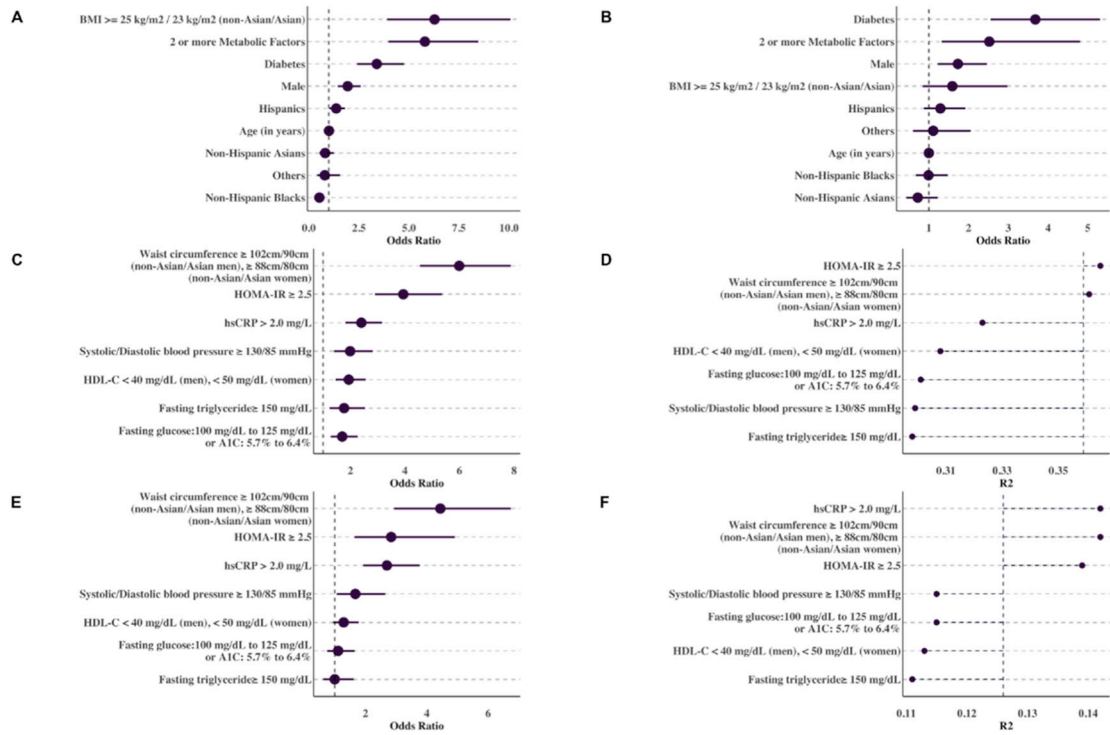 A
BMI >= 25 kg/m2 / 23 kg/m2 (non-Asian/Asian)
2 or more Metabolic Factors
Diabetes
Male
Hispanics
Age (in years)
Non-Hispanic Asians
Others
Non-Hispanic Blacks
0.0 2.5 5.0 7.5 10.0
Odds Ratio
B
Diabetes
2 or more Metabolic Factors
Male
BMI >= 25 kg/m2 / 23 kg/m2 (non-Asian/Asian)
Hispanics
Others
Age (in years)
Non-Hispanic Blacks
Non-Hispanic Asians
1 2 3 4 5
Odds Ratio
C
Waist circumference ≥ 102cm/90cm
(non-Asian/Asian men), ≥ 88cm/80cm
(non-Asian/Asian women)
HOMA-IR ≥ 2.5
hsCRP > 2.0 mg/L
Systolic/Diastolic blood pressure ≥ 130/85 mmHg
HDL-C < 40 mg/dL (men), < 50 mg/dL (women)
Fasting triglyceride≥ 150 mg/dL
Fasting glucose:100 mg/dL to 125 mg/dL
or A1C: 5.7% to 6.4%
2 4 6 8
Odds Ratio
D
HOMA-IR ≥ 2.5
Waist circumference ≥ 102cm/90cm
(non-Asian/Asian men), ≥ 88cm/80cm
(non-Asian/Asian women)
hsCRP > 2.0 mg/L
HDL-C < 40 mg/dL (men), < 50 mg/dL (women)
Fasting glucose:100 mg/dL to 125 mg/dL
or A1C: 5.7% to 6.4%
Systolic/Diastolic blood pressure ≥ 130/85 mmHg
Fasting triglyceride≥ 150 mg/dL
0.31 0.33 0.35
R2
E
Waist circumference ≥ 102cm/90cm
(non-Asian/Asian men), ≥ 88cm/80cm
(non-Asian/Asian women)
HOMA-IR ≥ 2.5
hsCRP > 2.0 mg/L
Systolic/Diastolic blood pressure ≥ 130/85 mmHg
HDL-C < 40 mg/dL (men), < 50 mg/dL (women)
Fasting glucose:100 mg/dL to 125 mg/dL
or A1C: 5.7% to 6.4%
Fasting triglyceride≥ 150 mg/dL
2 4 6
Odds Ratio
F
hsCRP > 2.0 mg/L
Waist circumference ≥ 102cm/90cm
(non-Asian/Asian men), ≥ 88cm/80cm
(non-Asian/Asian women)
HOMA-IR ≥ 2.5
Systolic/Diastolic blood pressure ≥ 130/85 mmHg
Fasting glucose:100 mg/dL to 125 mg/dL
or A1C: 5.7% to 6.4%
HDL-C < 40 mg/dL (men), < 50 mg/dL (women)
Fasting triglyceride≥ 150 mg/dL
0.11 0.12 0.13 0.14
R2